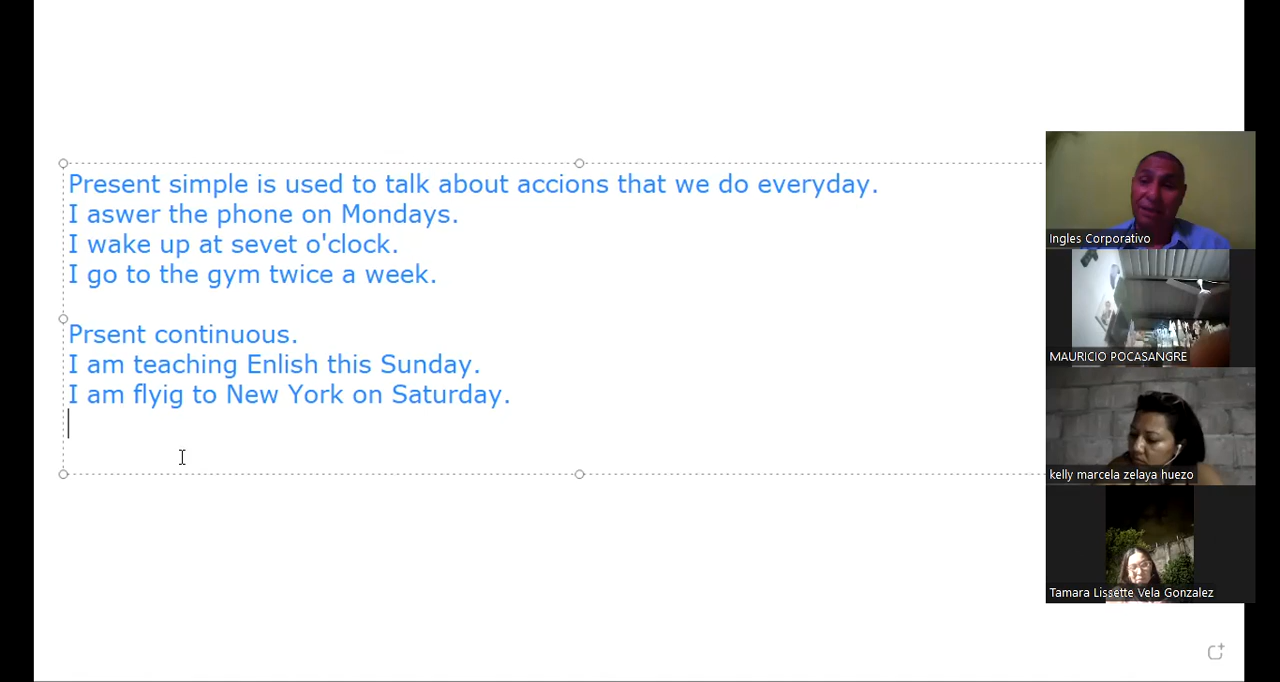 Present simple is used to talk about accions that we do everyday.
I aswer the phone on Mondays.
I wake up at sevet o'clock.
I go to the gym twice a week.
Prsent continuous.
I am teaching Enlish this Sunday.
I am flyig to New York on Saturday.
Ingles Corporativo
MAURICIO POCASANGRE
kelly marcela zelaya huezo
Tamara Lissette Vela Gonzalez